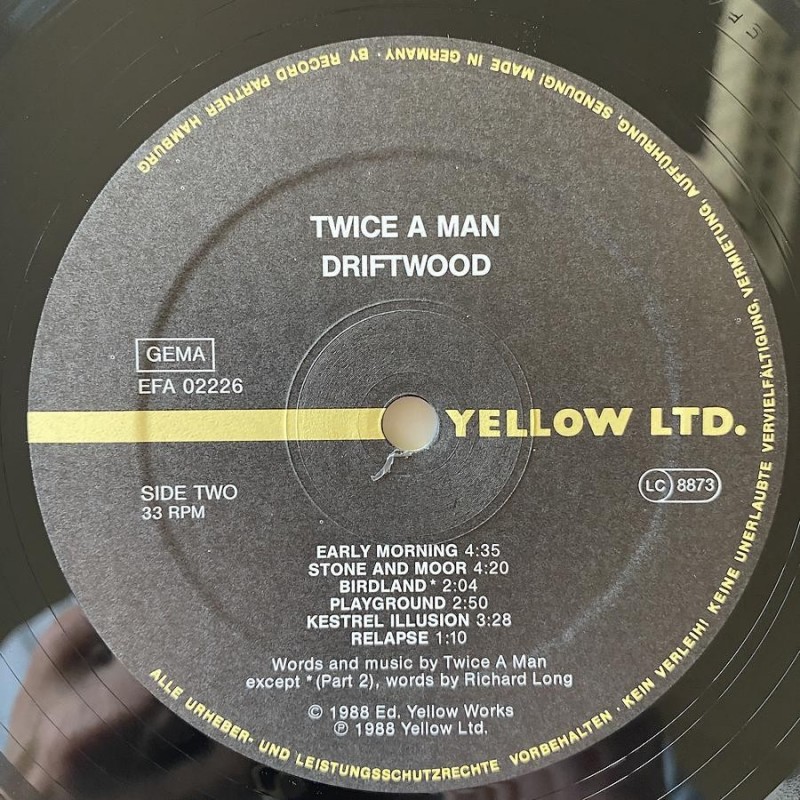 TWICE A MAN
DRIFTWOOD
GEMA
EFA 02226
YELLOW LTD.
SIDE TWO
33 RPM
LC 8873
EARLY MORNING 4:35
STONE AND MOOR 4:20
BIRDLAND* 2:04
PLAYGROUND 2:50
KESTREL ILLUSION 3:28
RELAPSE 1:10
Words and music by Twice A Man
except * (Part 2), words by Richard Long
© 1988 Ed. Yellow Works
℗ 1988 Yellow Ltd.
ALLE URHEBER- UND LEISTUNGSSCHUTZRECHTE VORBEHALTEN · KEIN VERLEIH! KEINE UNERLAUBTE VERVIELFÄLTIGUNG, VERMIETUNG, AUFFÜHRUNG, SENDUNG! MADE IN GERMANY · BY RECORD PARTNER HAMBURG